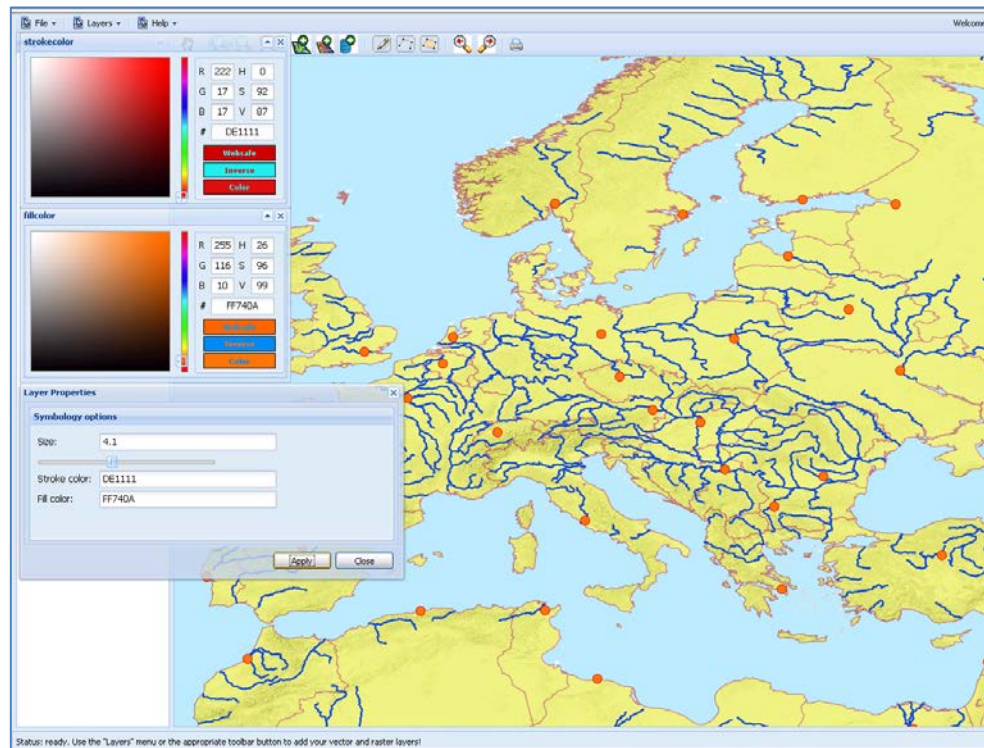 File Layers Help Welcome
strokecolor
R 222 H 0
G 17 S 92
B 17 V 87
# DE1111
Websafe
Inverse
Color
fillcolor
R 255 H 26
G 116 S 96
B 10 V 99
# FF740A
Websafe
Inverse
Color
Layer Properties
Symbology options
Size: 4.1
Stroke color: DE1111
Fill color: FF740A
Apply Close
Status: ready. Use the "Layers" menu or the appropriate toolbar button to add your vector and raster layers!